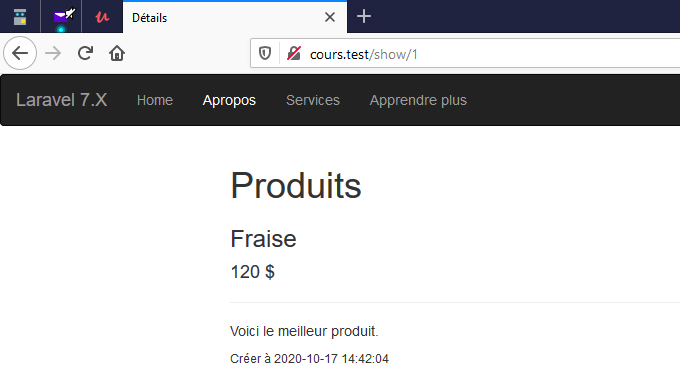 Détails
cours.test/show/1
Laravel 7.X Home Apropos Services Apprendre plus
Produits
Fraise
120 $
Voici le meilleur produit.
Créer à 2020-10-17 14:42:04